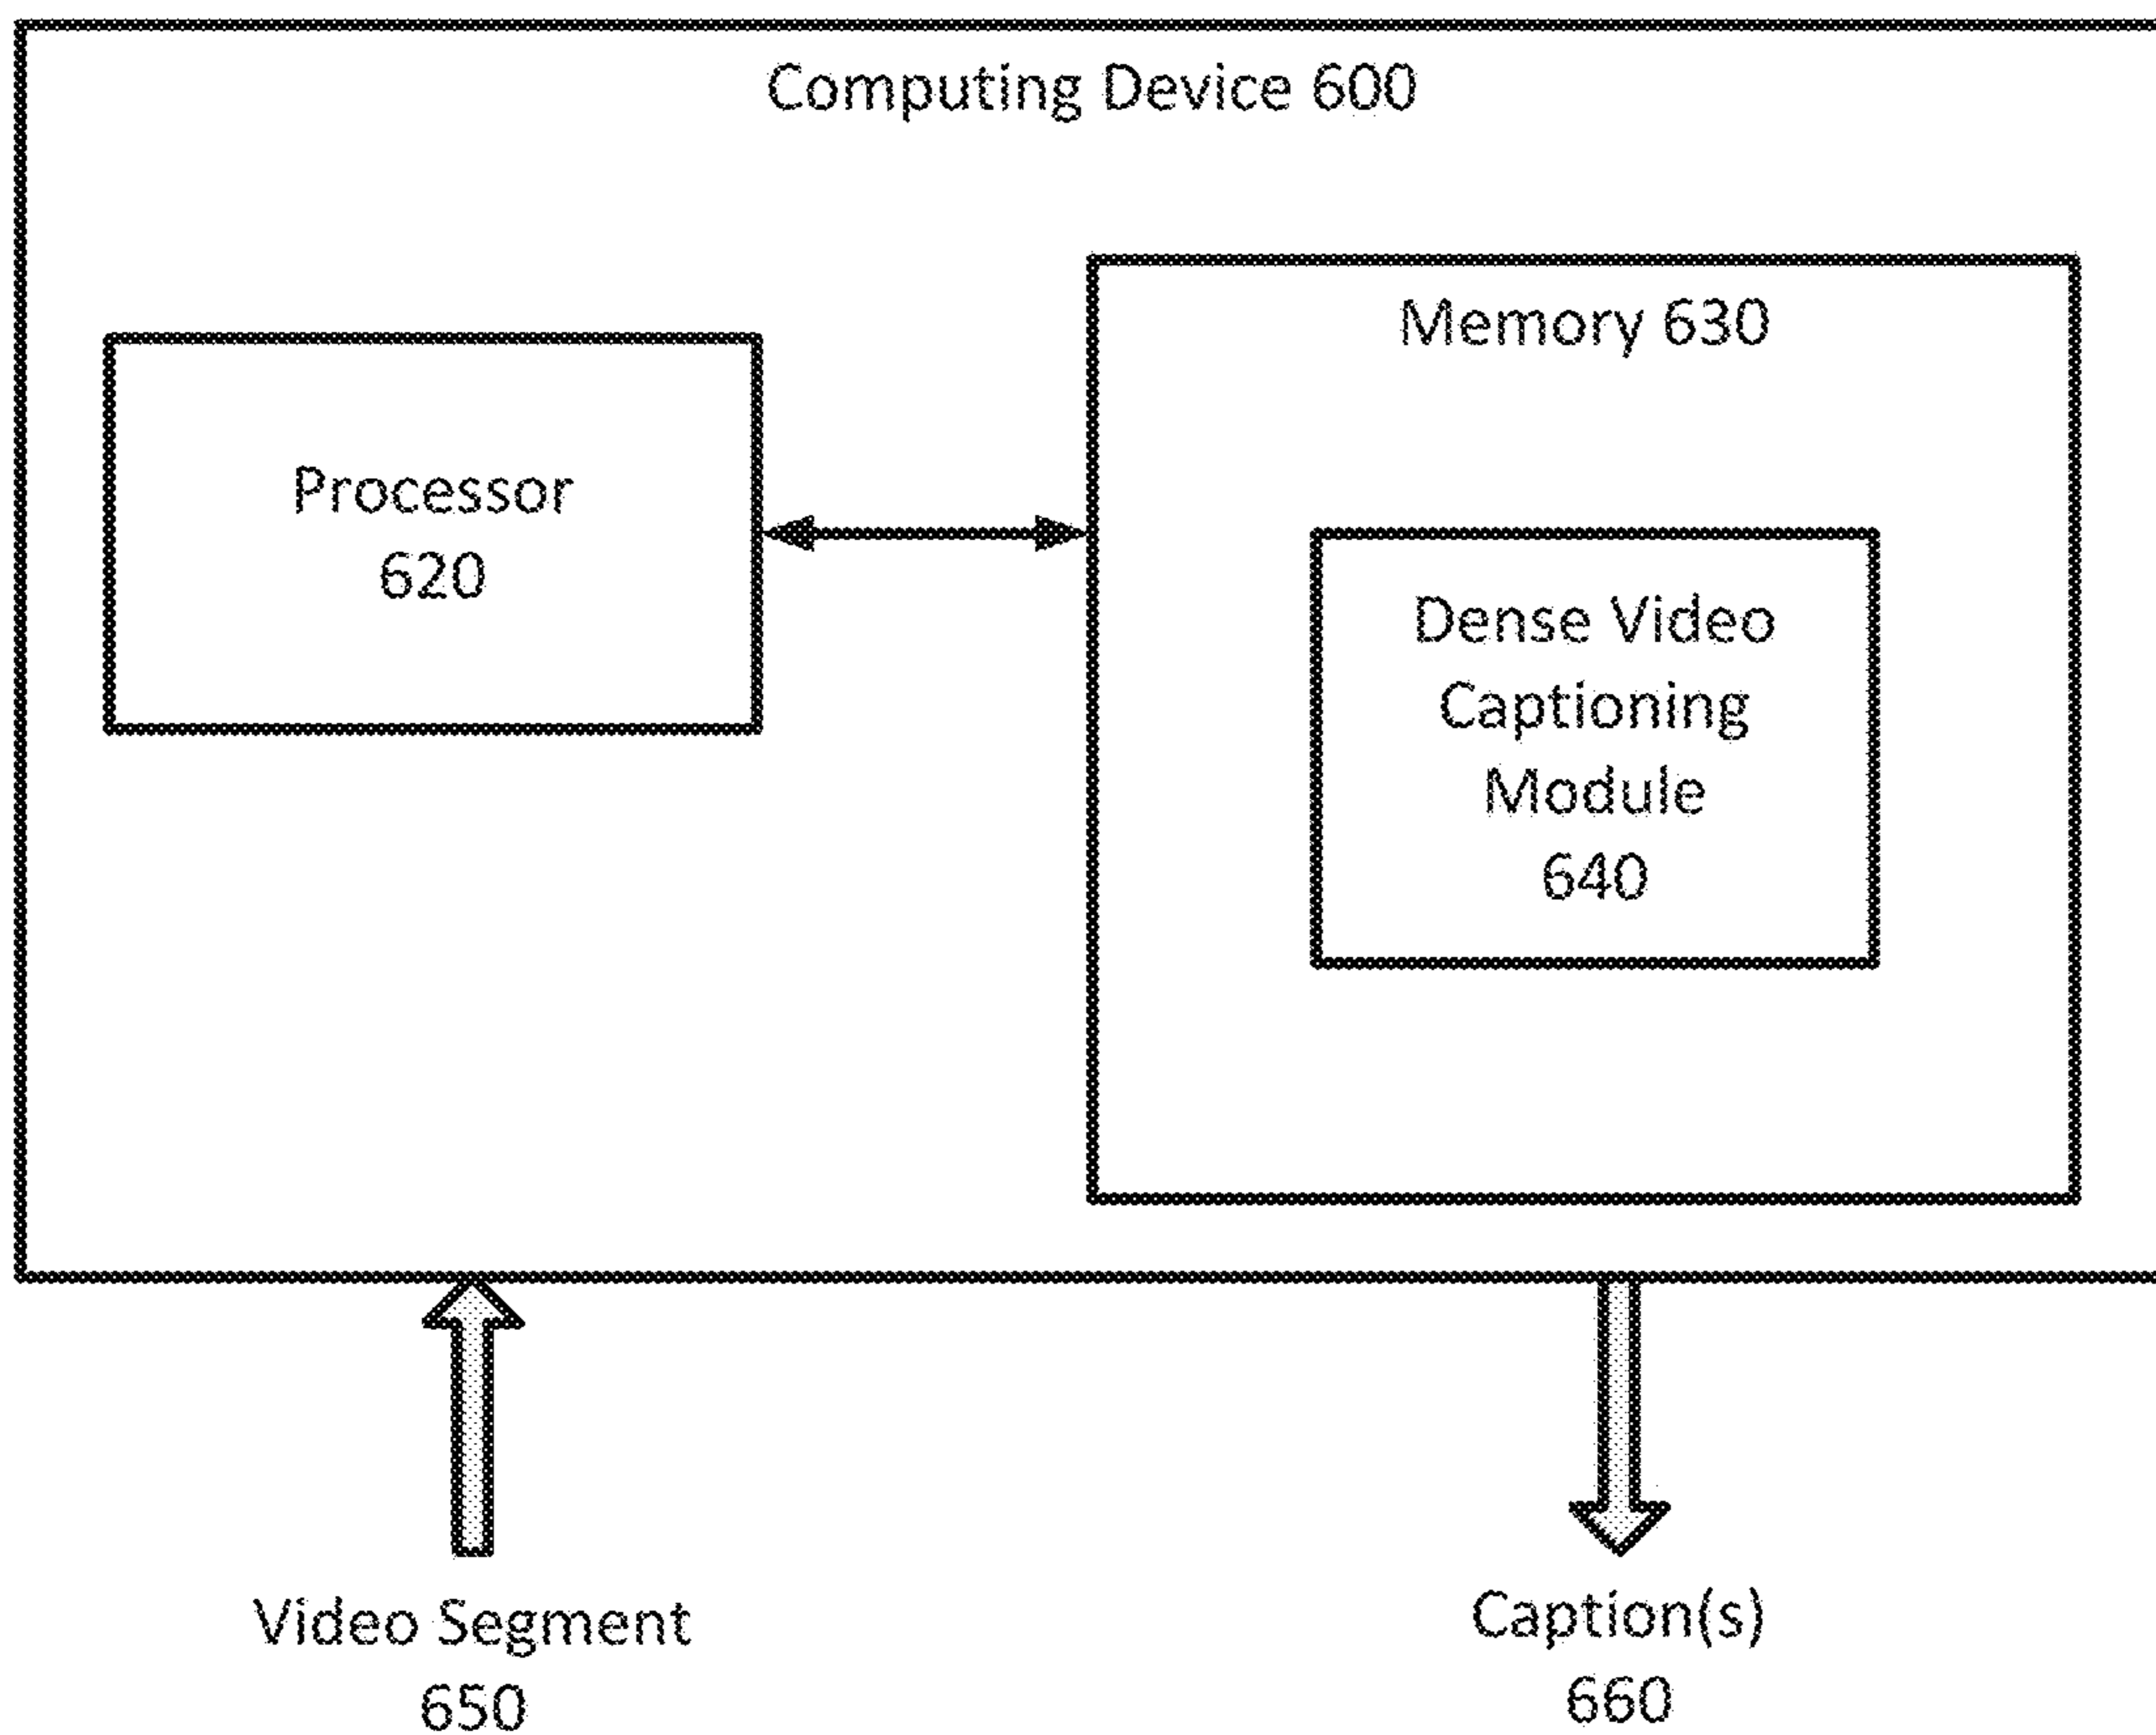 Computing Device 600
Memory 630
Processor
620
Dense Video
Captioning
Module
640
Video Segment
650
Caption(s)
660